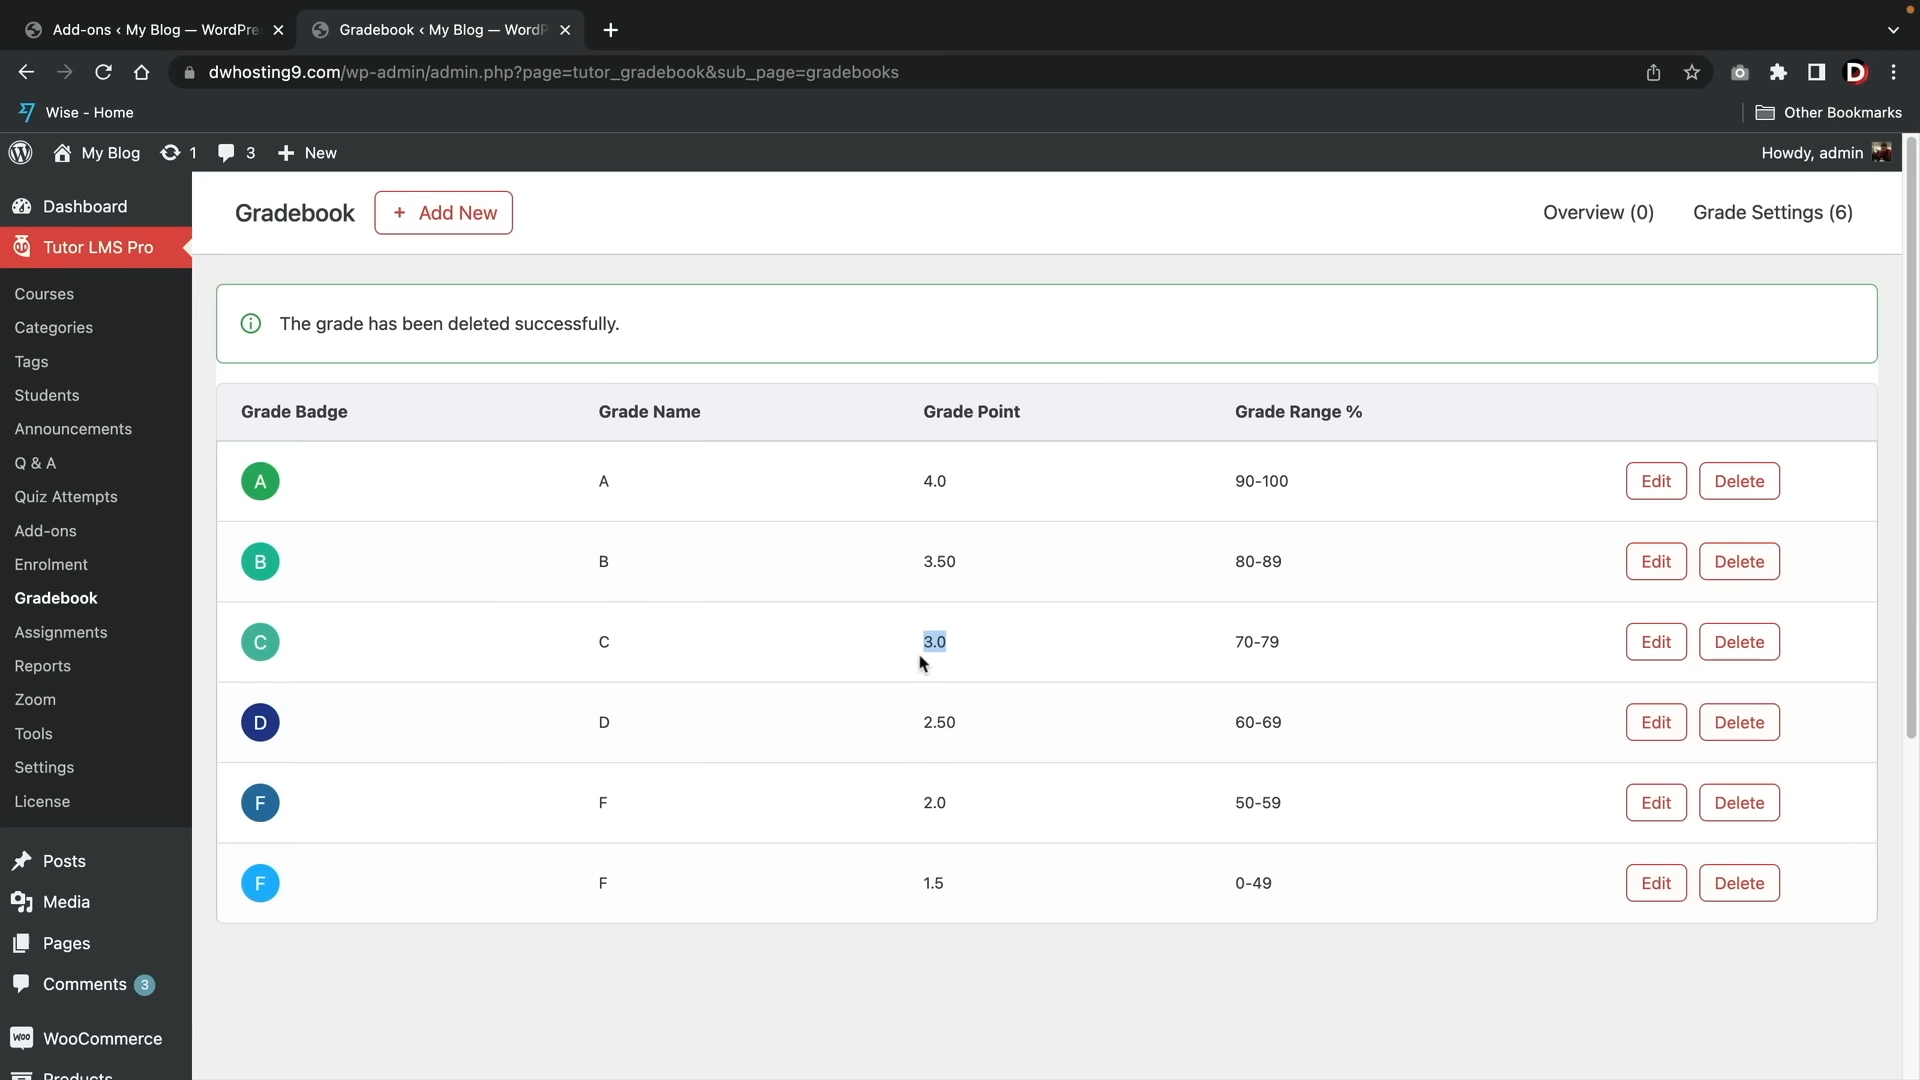 Add-ons ‹ My Blog — WordPre
Gradebook ‹ My Blog — WordP
dwhosting9.com/wp-admin/admin.php?page=tutor_gradebook&sub_page=gradebooks
D
Wise - Home
Other Bookmarks
My Blog 1 3 + New
Howdy, admin
Dashboard
Tutor LMS Pro
Courses
Categories
Tags
Students
Announcements
Q & A
Quiz Attempts
Add-ons
Enrolment
Gradebook
Assignments
Reports
Zoom
Tools
Settings
License
Posts
Media
Pages
Comments 3
Woo WooCommerce
Products
Gradebook
+ Add New
Overview (0)
Grade Settings (6)
The grade has been deleted successfully.
Grade Badge Grade Name Grade Point Grade Range %
A A 4.0 90-100 Edit Delete
B B 3.50 80-89 Edit Delete
C C 3.0 70-79 Edit Delete
D D 2.50 60-69 Edit Delete
F F 2.0 50-59 Edit Delete
F F 1.5 0-49 Edit Delete